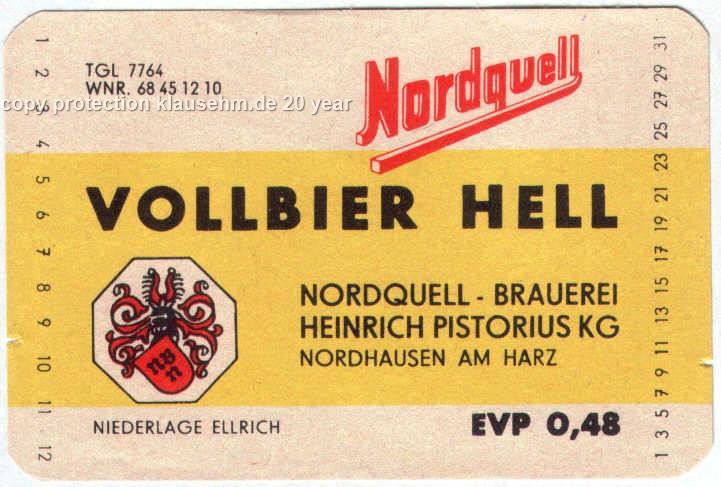 TGL 7764
WNR. 68 45 12 10
copy protection klausehm.de 20 year
Nordquell
VOLLBIER HELL
NORDQUELL - BRAUEREI
HEINRICH PISTORIUS KG
NORDHAUSEN AM HARZ
NBN
NIEDERLAGE ELLRICH
EVP 0,48
1 2 3 4 5 6 7 8 9 10 11 12
1 3 5 7 9 11 13 15 17 19 21 23 25 27 29 31